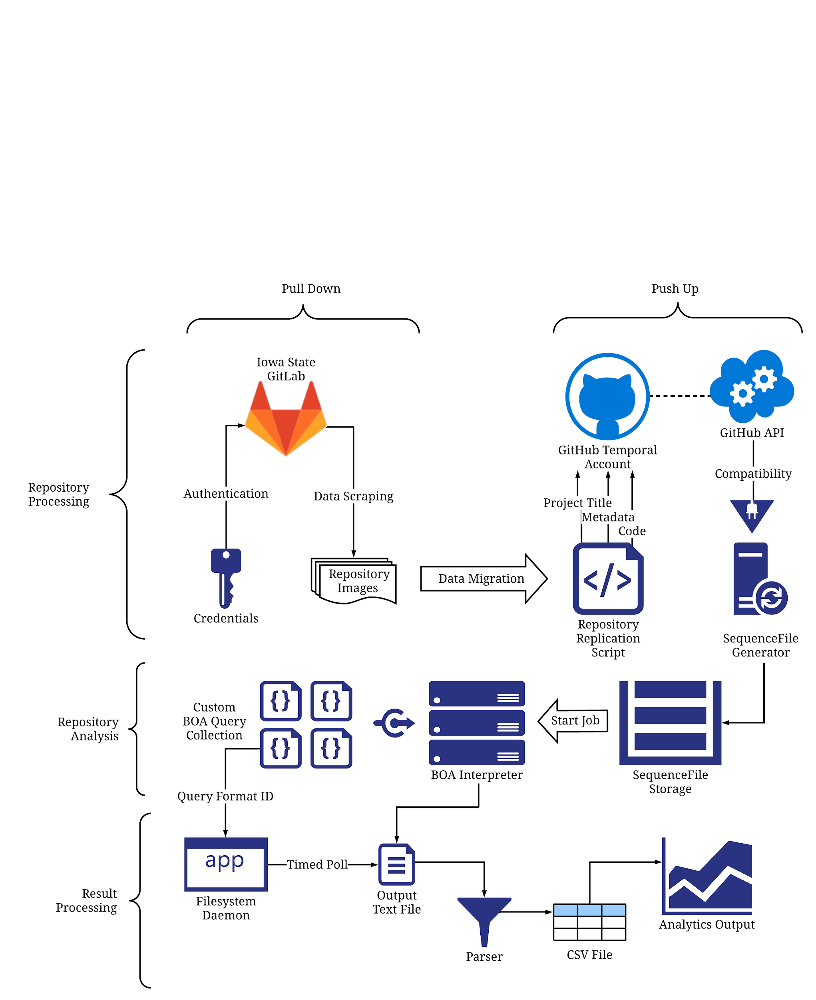 Pull Down
Push Up
Iowa State
GitLab
GitHub API
GitHub Temporal
Account
Compatibility
Repository
Processing
Authentication
Data Scraping
Project Title
Metadata
Code
Repository
Images
Data Migration
Credentials
Repository
Replication
Script
</>
SequenceFile
Generator
Custom
BOA Query
Collection
{}
{}
{}
{}
Start Job
Repository
Analysis
BOA Interpreter
SequenceFile
Storage
Query Format ID
app
Timed Poll
Result
Processing
Filesystem
Daemon
Output
Text File
Analytics Output
Parser
CSV File